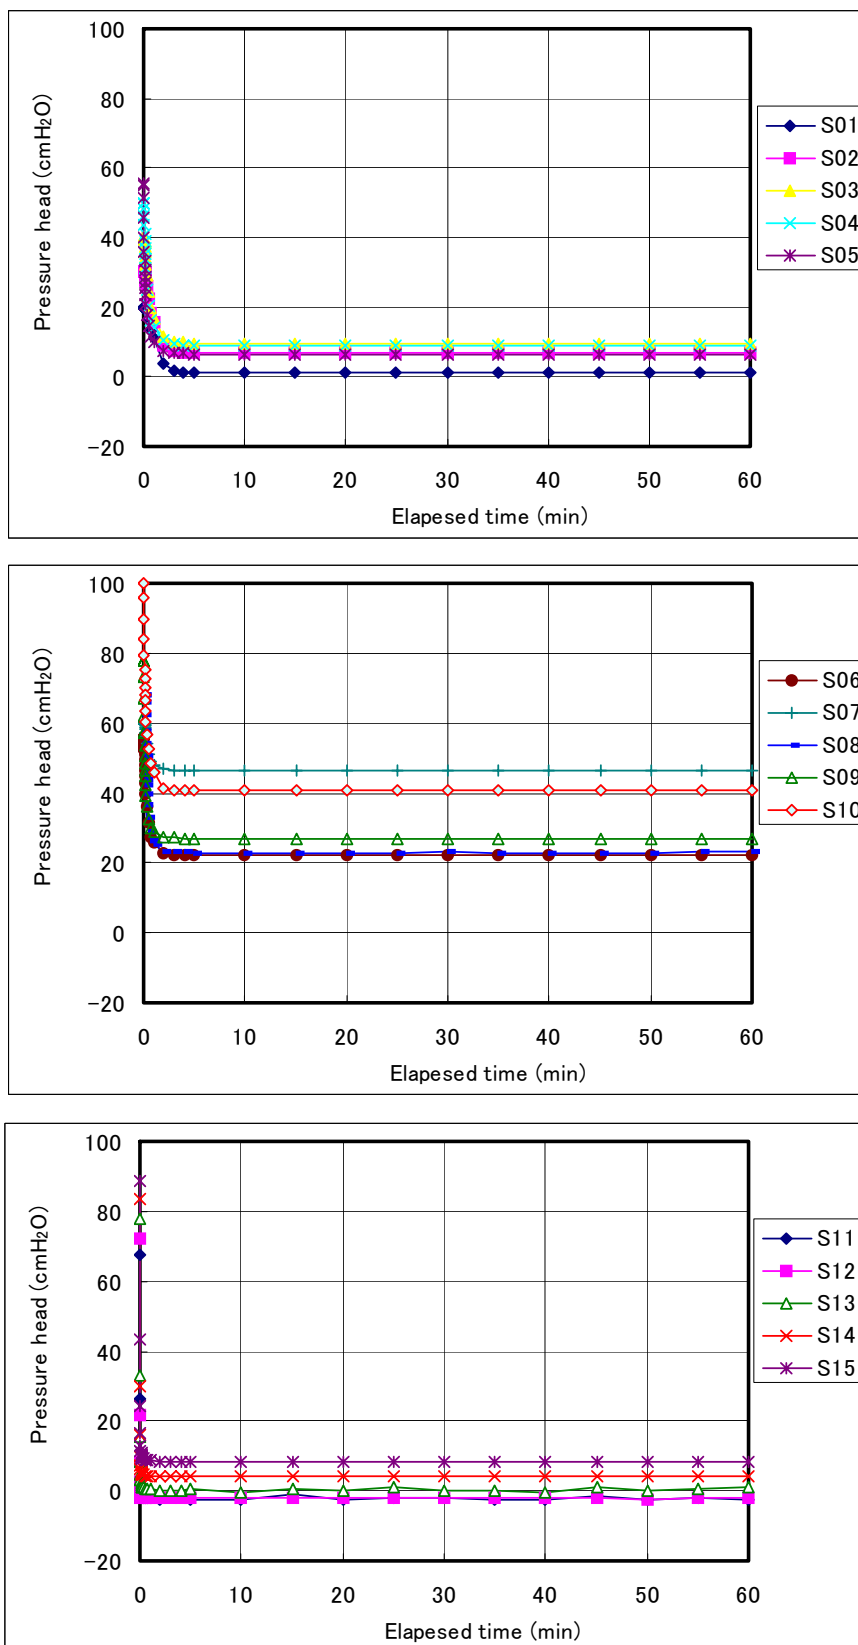 100
80
60
40
20
0
-20
Pressure head (cmH₂O)
0 10 20 30 40 50 60
Elapesed time (min)
S01
S02
S03
S04
S05
100
80
60
40
20
0
-20
Pressure head (cmH₂O)
0 10 20 30 40 50 60
Elapesed time (min)
S06
S07
S08
S09
S10
100
80
60
40
20
0
-20
Pressure head (cmH₂O)
0 10 20 30 40 50 60
Elapesed time (min)
S11
S12
S13
S14
S15